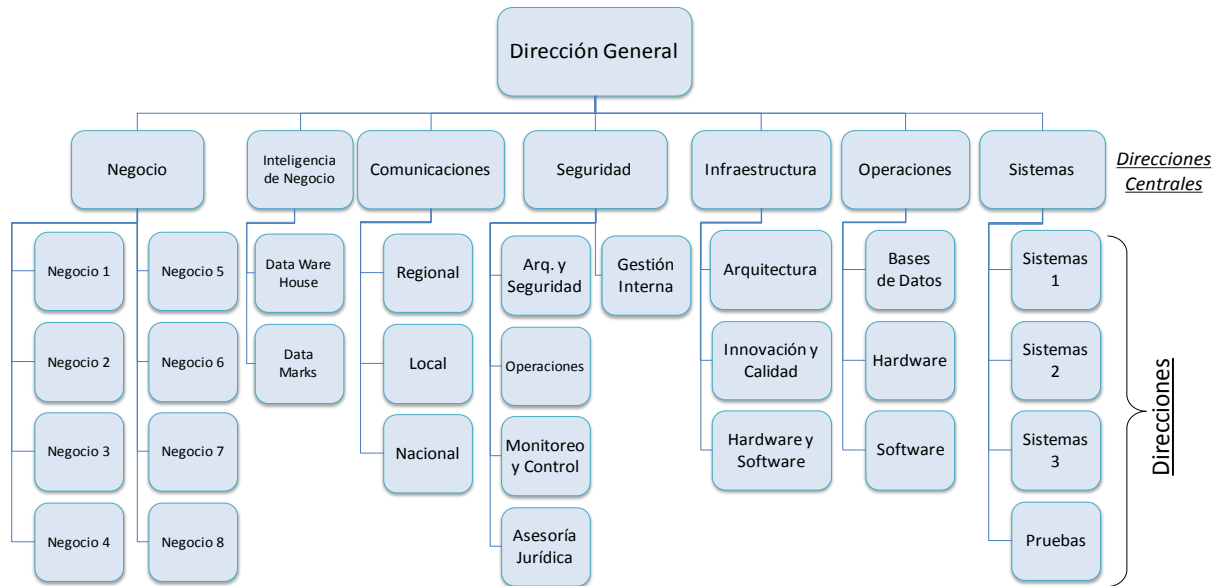 Dirección General
Negocio
Inteligencia
de Negocio
Comunicaciones
Seguridad
Infraestructura
Operaciones
Sistemas
Direcciones
Centrales
Negocio 1
Negocio 2
Negocio 3
Negocio 4
Negocio 5
Negocio 6
Negocio 7
Negocio 8
Data Ware
House
Data
Marks
Regional
Local
Nacional
Arq. y
Seguridad
Operaciones
Monitoreo
y Control
Asesoría
Jurídica
Gestión
Interna
Arquitectura
Innovación y
Calidad
Hardware y
Software
Bases
de Datos
Hardware
Software
Sistemas
1
Sistemas
2
Sistemas
3
Pruebas
Direcciones